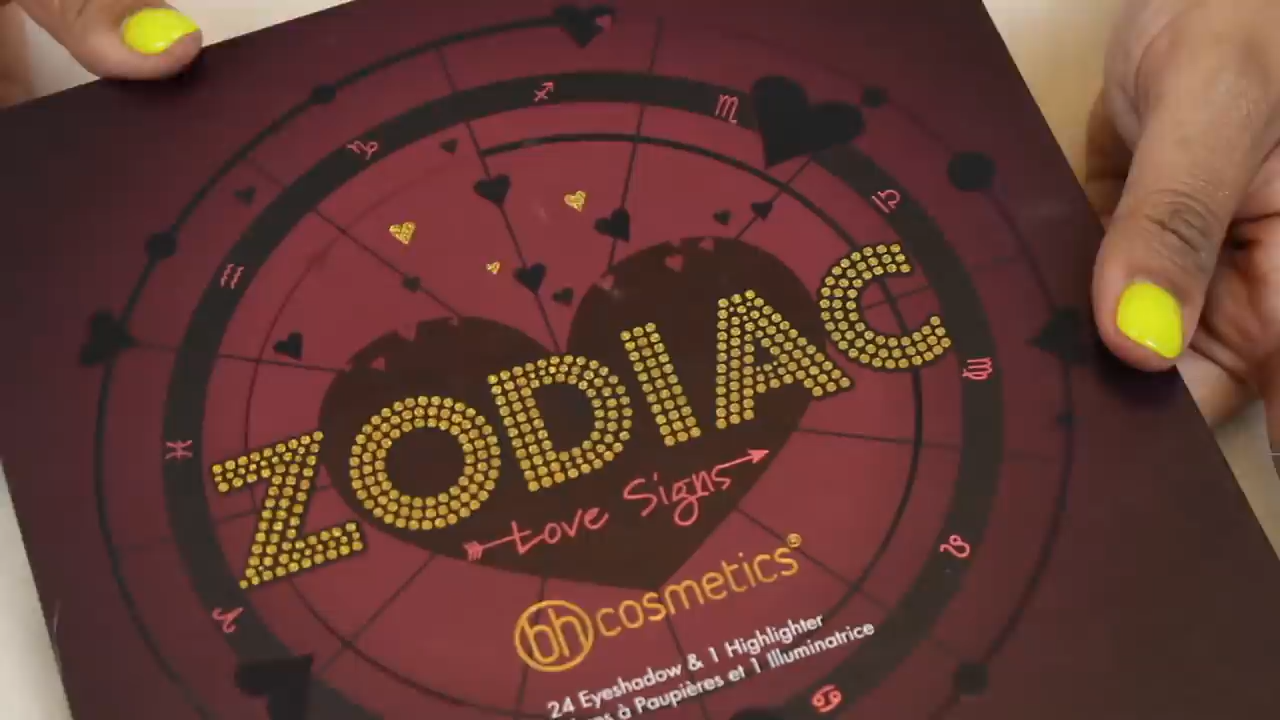 ZODIAC
Love Signs
bh cosmetics®
24 Eyeshadow & 1 Highlighter
à Paupières et 1 Illuminatrice